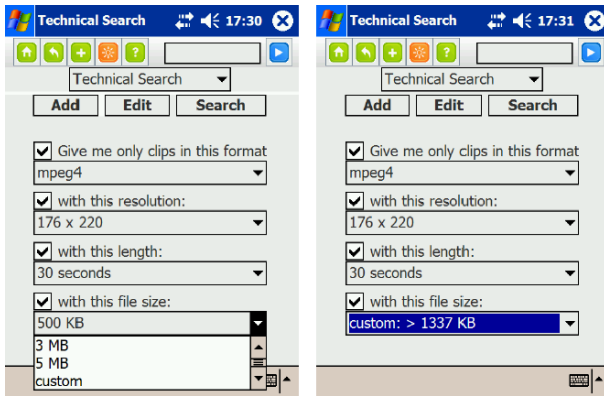 Technical Search 17:30
?
Technical Search
Add Edit Search
Give me only clips in this format
mpeg4
with this resolution:
176 x 220
with this length:
30 seconds
with this file size:
500 KB
3 MB
5 MB
custom
Technical Search 17:31
?
Technical Search
Add Edit Search
Give me only clips in this format
mpeg4
with this resolution:
176 x 220
with this length:
30 seconds
with this file size:
custom: > 1337 KB